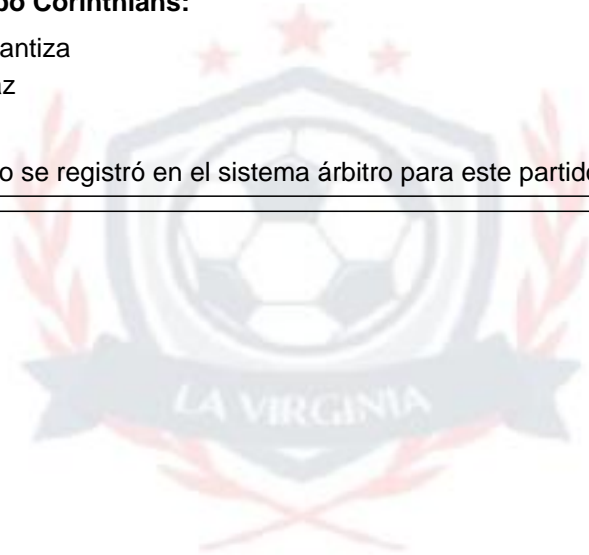 po Corinthians:
antiza
az
o se registró en el sistema árbitro para este partido
LA VIRGINIA